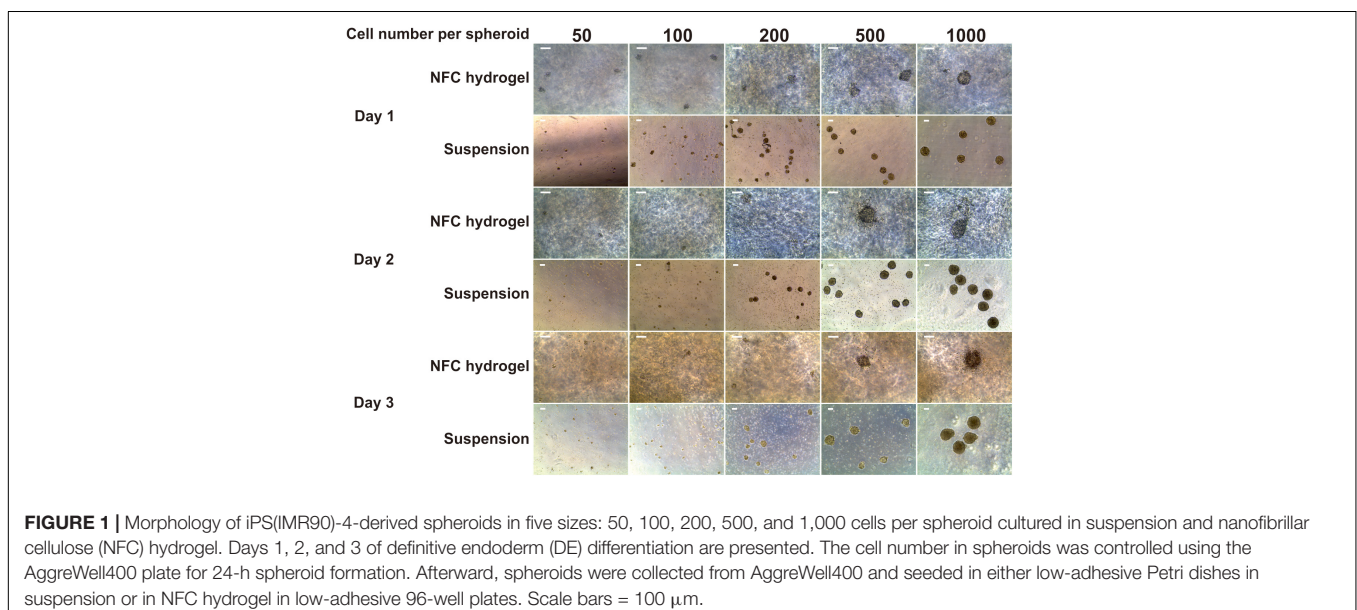 Cell number per spheroid 50 100 200 500 1000
NFC hydrogel
Day 1
Suspension
NFC hydrogel
Day 2
Suspension
NFC hydrogel
Day 3
Suspension
FIGURE 1 | Morphology of iPS(IMR90)-4-derived spheroids in five sizes: 50, 100, 200, 500, and 1,000 cells per spheroid cultured in suspension and nanofibrillar
cellulose (NFC) hydrogel. Days 1, 2, and 3 of definitive endoderm (DE) differentiation are presented. The cell number in spheroids was controlled using the
AggreWell400 plate for 24-h spheroid formation. Afterward, spheroids were collected from AggreWell400 and seeded in either low-adhesive Petri dishes in
suspension or in NFC hydrogel in low-adhesive 96-well plates. Scale bars = 100 μm.